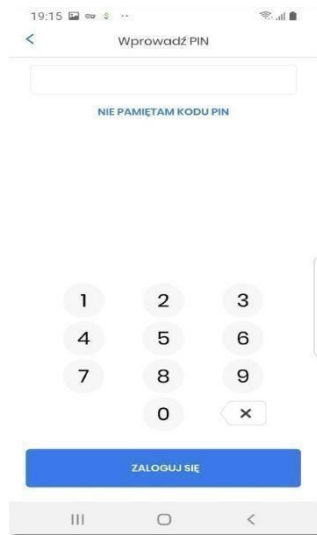 19:15
Wprowadź PIN
NIE PAMIĘTAM KODU PIN
1 2 3
4 5 6
7 8 9
0
ZALOGUJ SIĘ